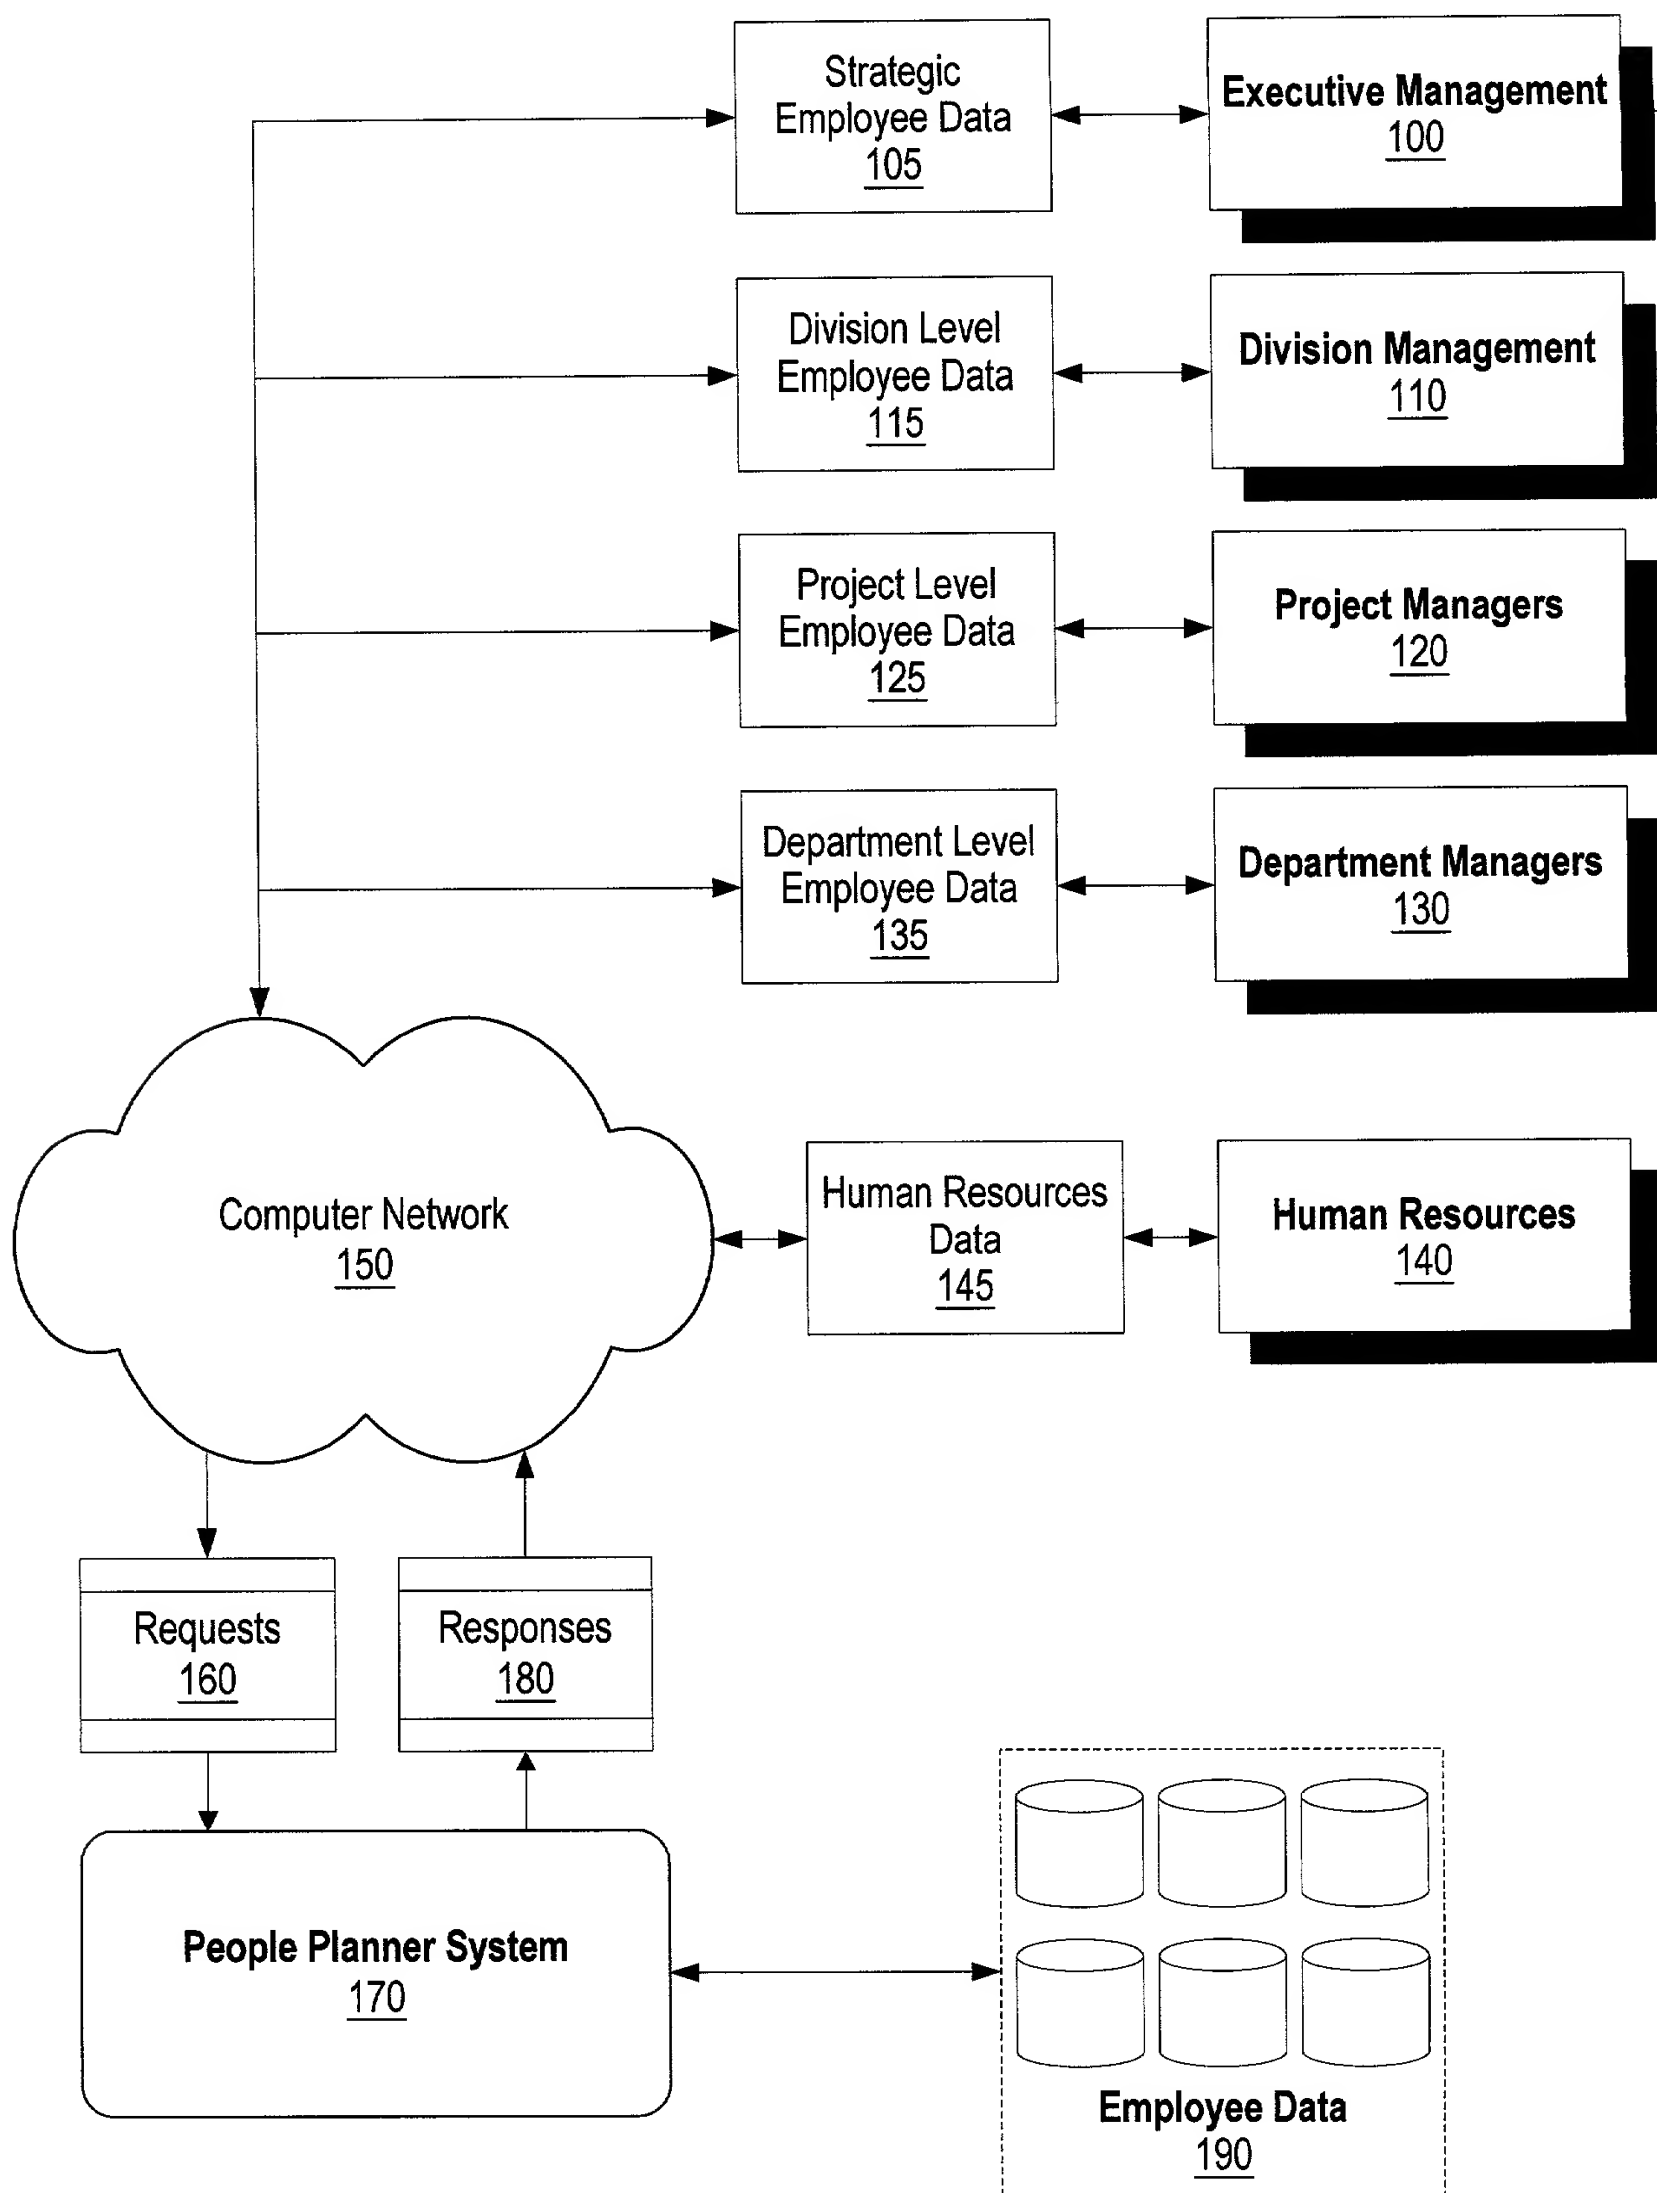 Strategic
Employee Data
105
Executive Management
100
Division Level
Employee Data
115
Division Management
110
Project Level
Employee Data
125
Project Managers
120
Department Level
Employee Data
135
Department Managers
130
Computer Network
150
Human Resources
Data
145
Human Resources
140
Requests
160
Responses
180
People Planner System
170
Employee Data
190